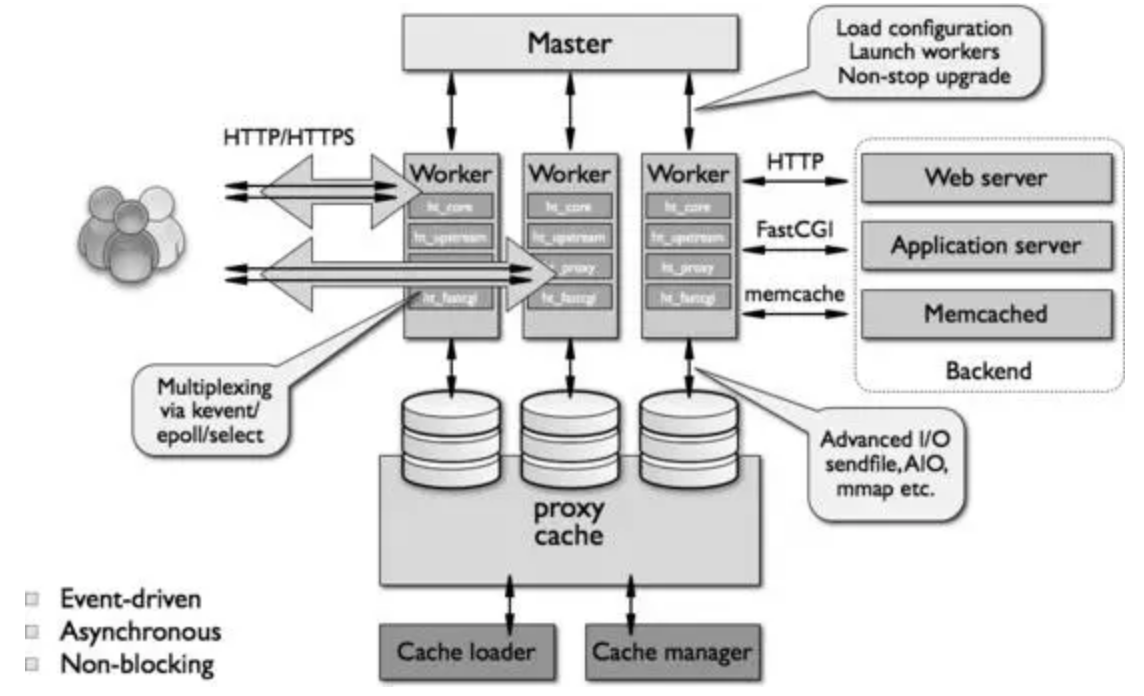 Master
Load configuration
Launch workers
Non-stop upgrade
HTTP/HTTPS
Worker
ht_core
ht_upstream
ht_fastcgi
Worker
ht_core
ht_upstream
ht_fastcgi
Worker
ht_core
ht_upstream
ht_proxy
ht_fastcgi
HTTP
FastCGI
memcache
Web server
Application server
Memcached
Backend
Multiplexing
via kevent/
epoll/select
Advanced I/O
sendfile, AIO,
mmap etc.
proxy
cache
Event-driven
Asynchronous
Non-blocking
Cache loader
Cache manager